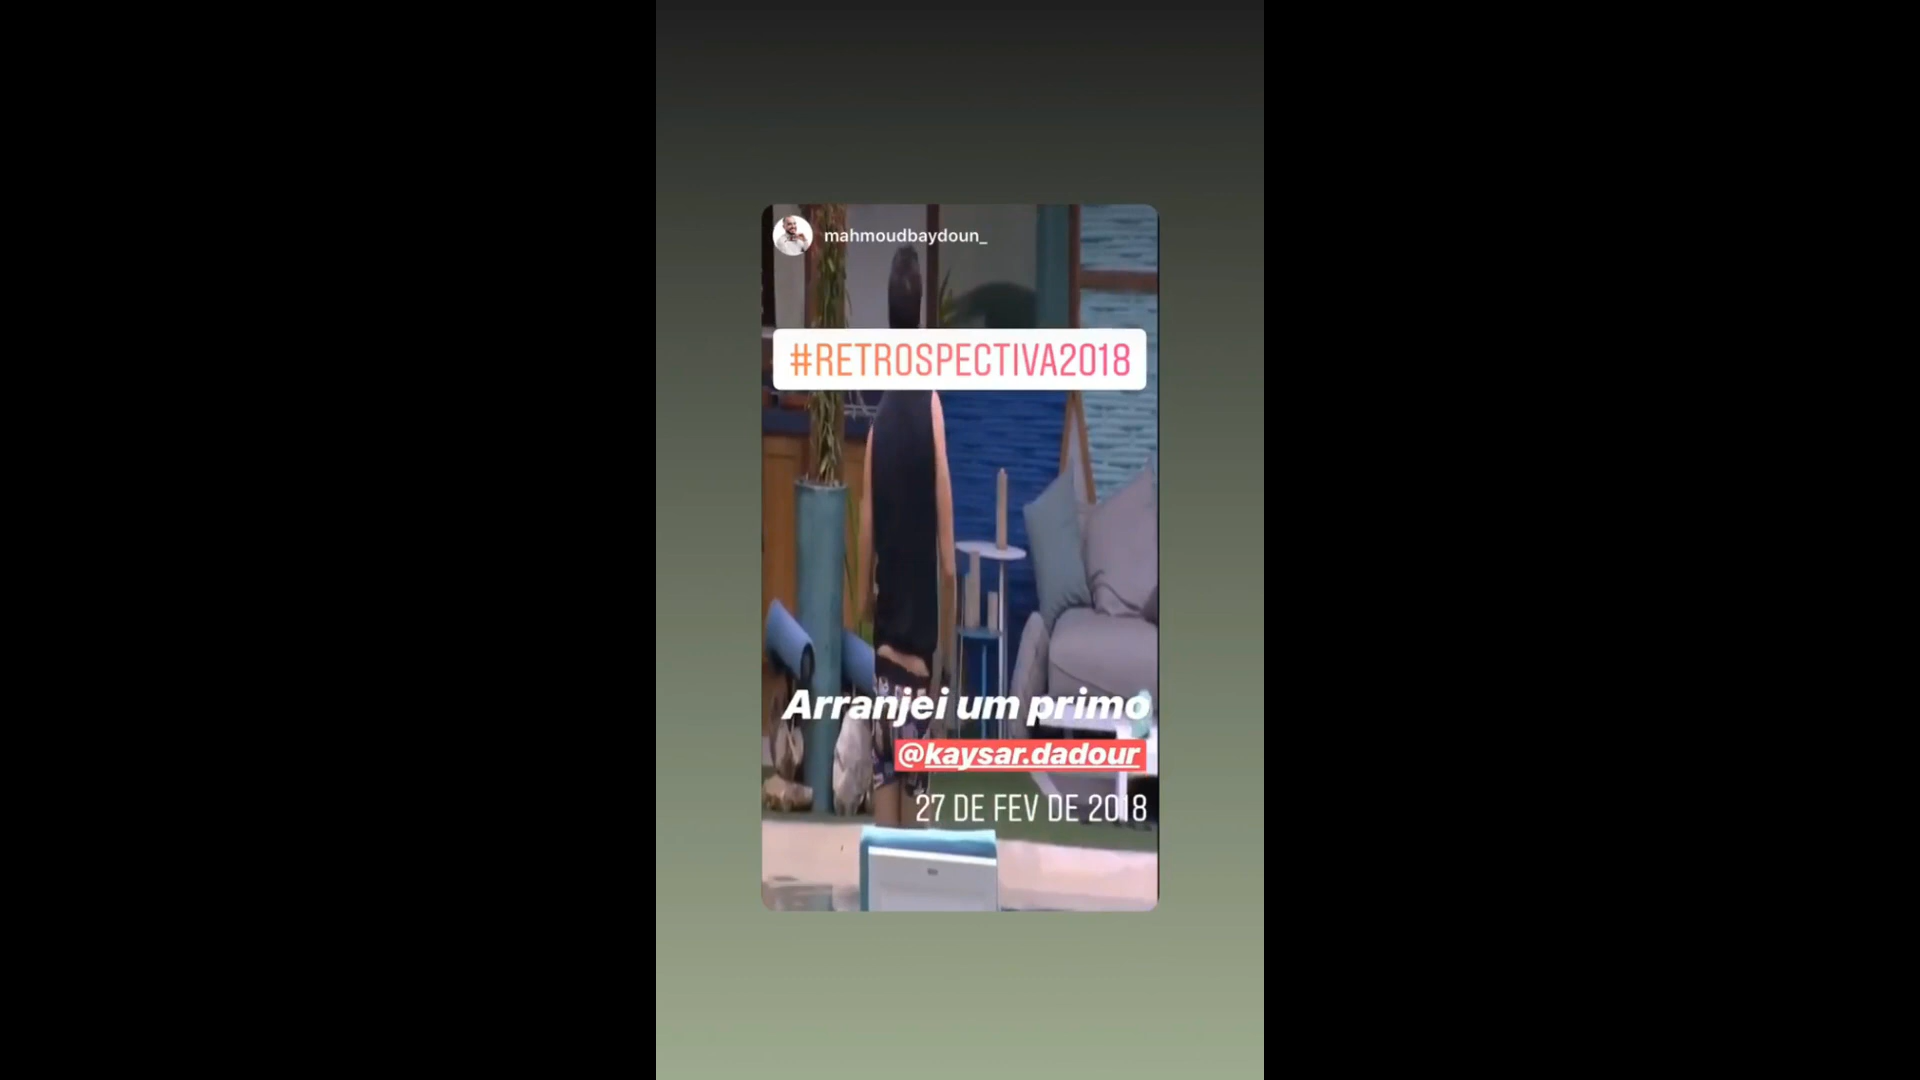 mahmoudbaydoun_
#RETROSPECTIVA2018
Arranjei um primo
@kaysar.dadour
27 DE FEV DE 2018